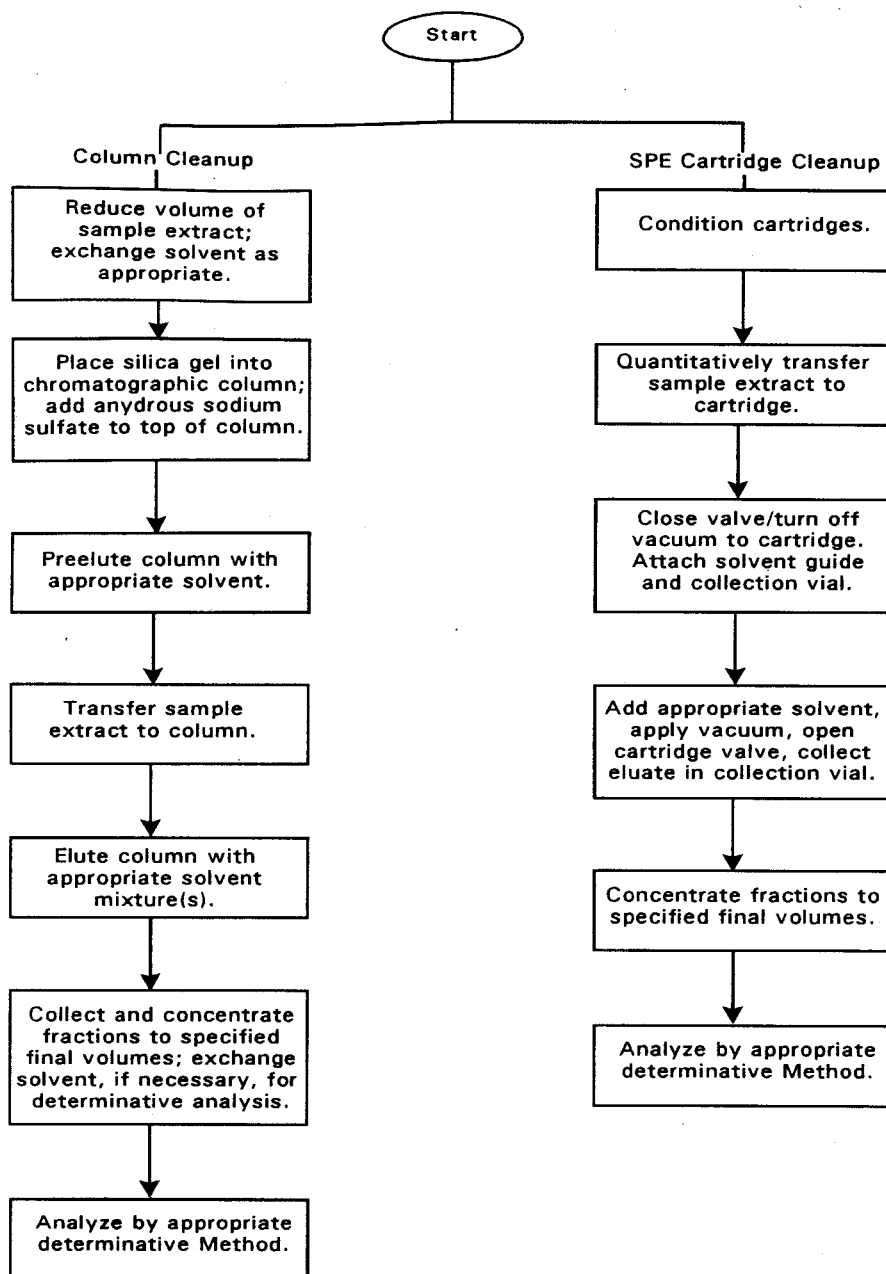 Start
Column Cleanup
Reduce volume of
sample extract;
exchange solvent as
appropriate.
Place silica gel into
chromatographic column;
add anydrous sodium
sulfate to top of column.
Preelute column with
appropriate solvent.
Transfer sample
extract to column.
Elute column with
appropriate solvent
mixture(s).
Collect and concentrate
fractions to specified
final volumes; exchange
solvent, if necessary, for
determinative analysis.
Analyze by appropriate
determinative Method.
SPE Cartridge Cleanup
Condition cartridges.
Quantitatively transfer
sample extract to
cartridge.
Close valve/turn off
vacuum to cartridge.
Attach solvent guide
and collection vial.
Add appropriate solvent,
apply vacuum, open
cartridge valve, collect
eluate in collection vial.
Concentrate fractions to
specified final volumes.
Analyze by appropriate
determinative Method.